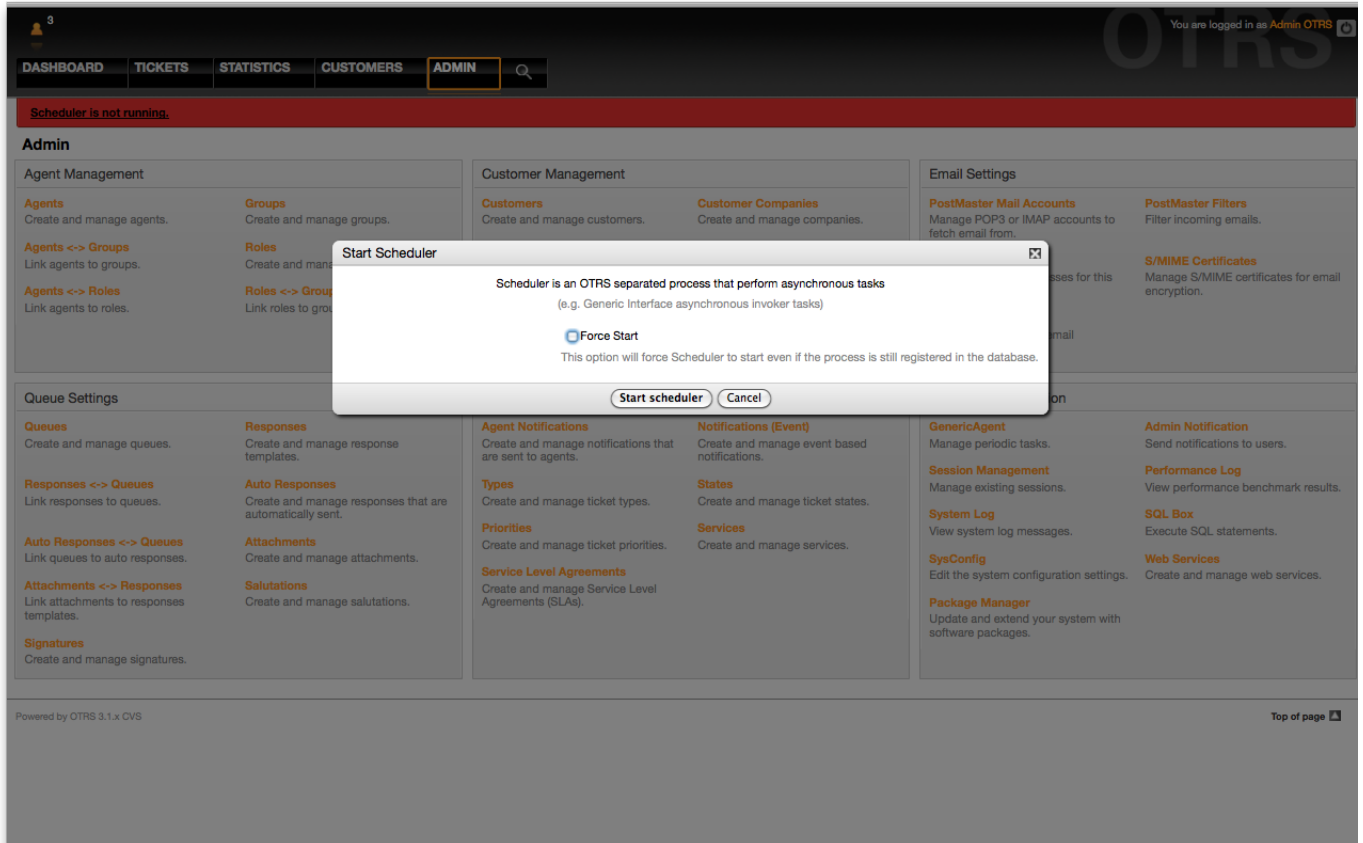 3
OTRS
You are logged in as Admin OTRS
DASHBOARD TICKETS STATISTICS CUSTOMERS ADMIN
Scheduler is not running.
Admin
Agent Management
Agents
Create and manage agents.
Groups
Create and manage groups.
Agents <-> Groups
Link agents to groups.
Roles
Create and mana
Agents <-> Roles
Link agents to roles.
Roles <-> Group
Link roles to grou
Customer Management
Customers
Create and manage customers.
Customer Companies
Create and manage companies.
Email Settings
PostMaster Mail Accounts
Manage POP3 or IMAP accounts to
fetch email from.
PostMaster Filters
Filter incoming emails.
sses for this
S/MIME Certificates
Manage S/MIME certificates for email
encryption.
mail
Start Scheduler
Scheduler is an OTRS separated process that perform asynchronous tasks
(e.g. Generic Interface asynchronous invoker tasks)
Force Start
This option will force Scheduler to start even if the process is still registered in the database.
Start scheduler Cancel
Queue Settings
Queues
Create and manage queues.
Responses
Create and manage response
templates.
Responses <-> Queues
Link responses to queues.
Auto Responses
Create and manage responses that are
automatically sent.
Auto Responses <-> Queues
Link queues to auto responses.
Attachments
Create and manage attachments.
Attachments <-> Responses
Link attachments to responses
templates.
Salutations
Create and manage salutations.
Signatures
Create and manage signatures.
Agent Notifications
Create and manage notifications that
are sent to agents.
Notifications (Event)
Create and manage event based
notifications.
Types
Create and manage ticket types.
States
Create and manage ticket states.
Priorities
Create and manage ticket priorities.
Services
Create and manage services.
Service Level Agreements
Create and manage Service Level
Agreements (SLAs).
on
GenericAgent
Manage periodic tasks.
Admin Notification
Send notifications to users.
Session Management
Manage existing sessions.
Performance Log
View performance benchmark results.
System Log
View system log messages.
SQL Box
Execute SQL statements.
SysConfig
Edit the system configuration settings.
Web Services
Create and manage web services.
Package Manager
Update and extend your system with
software packages.
Powered by OTRS 3.1.x CVS
Top of page